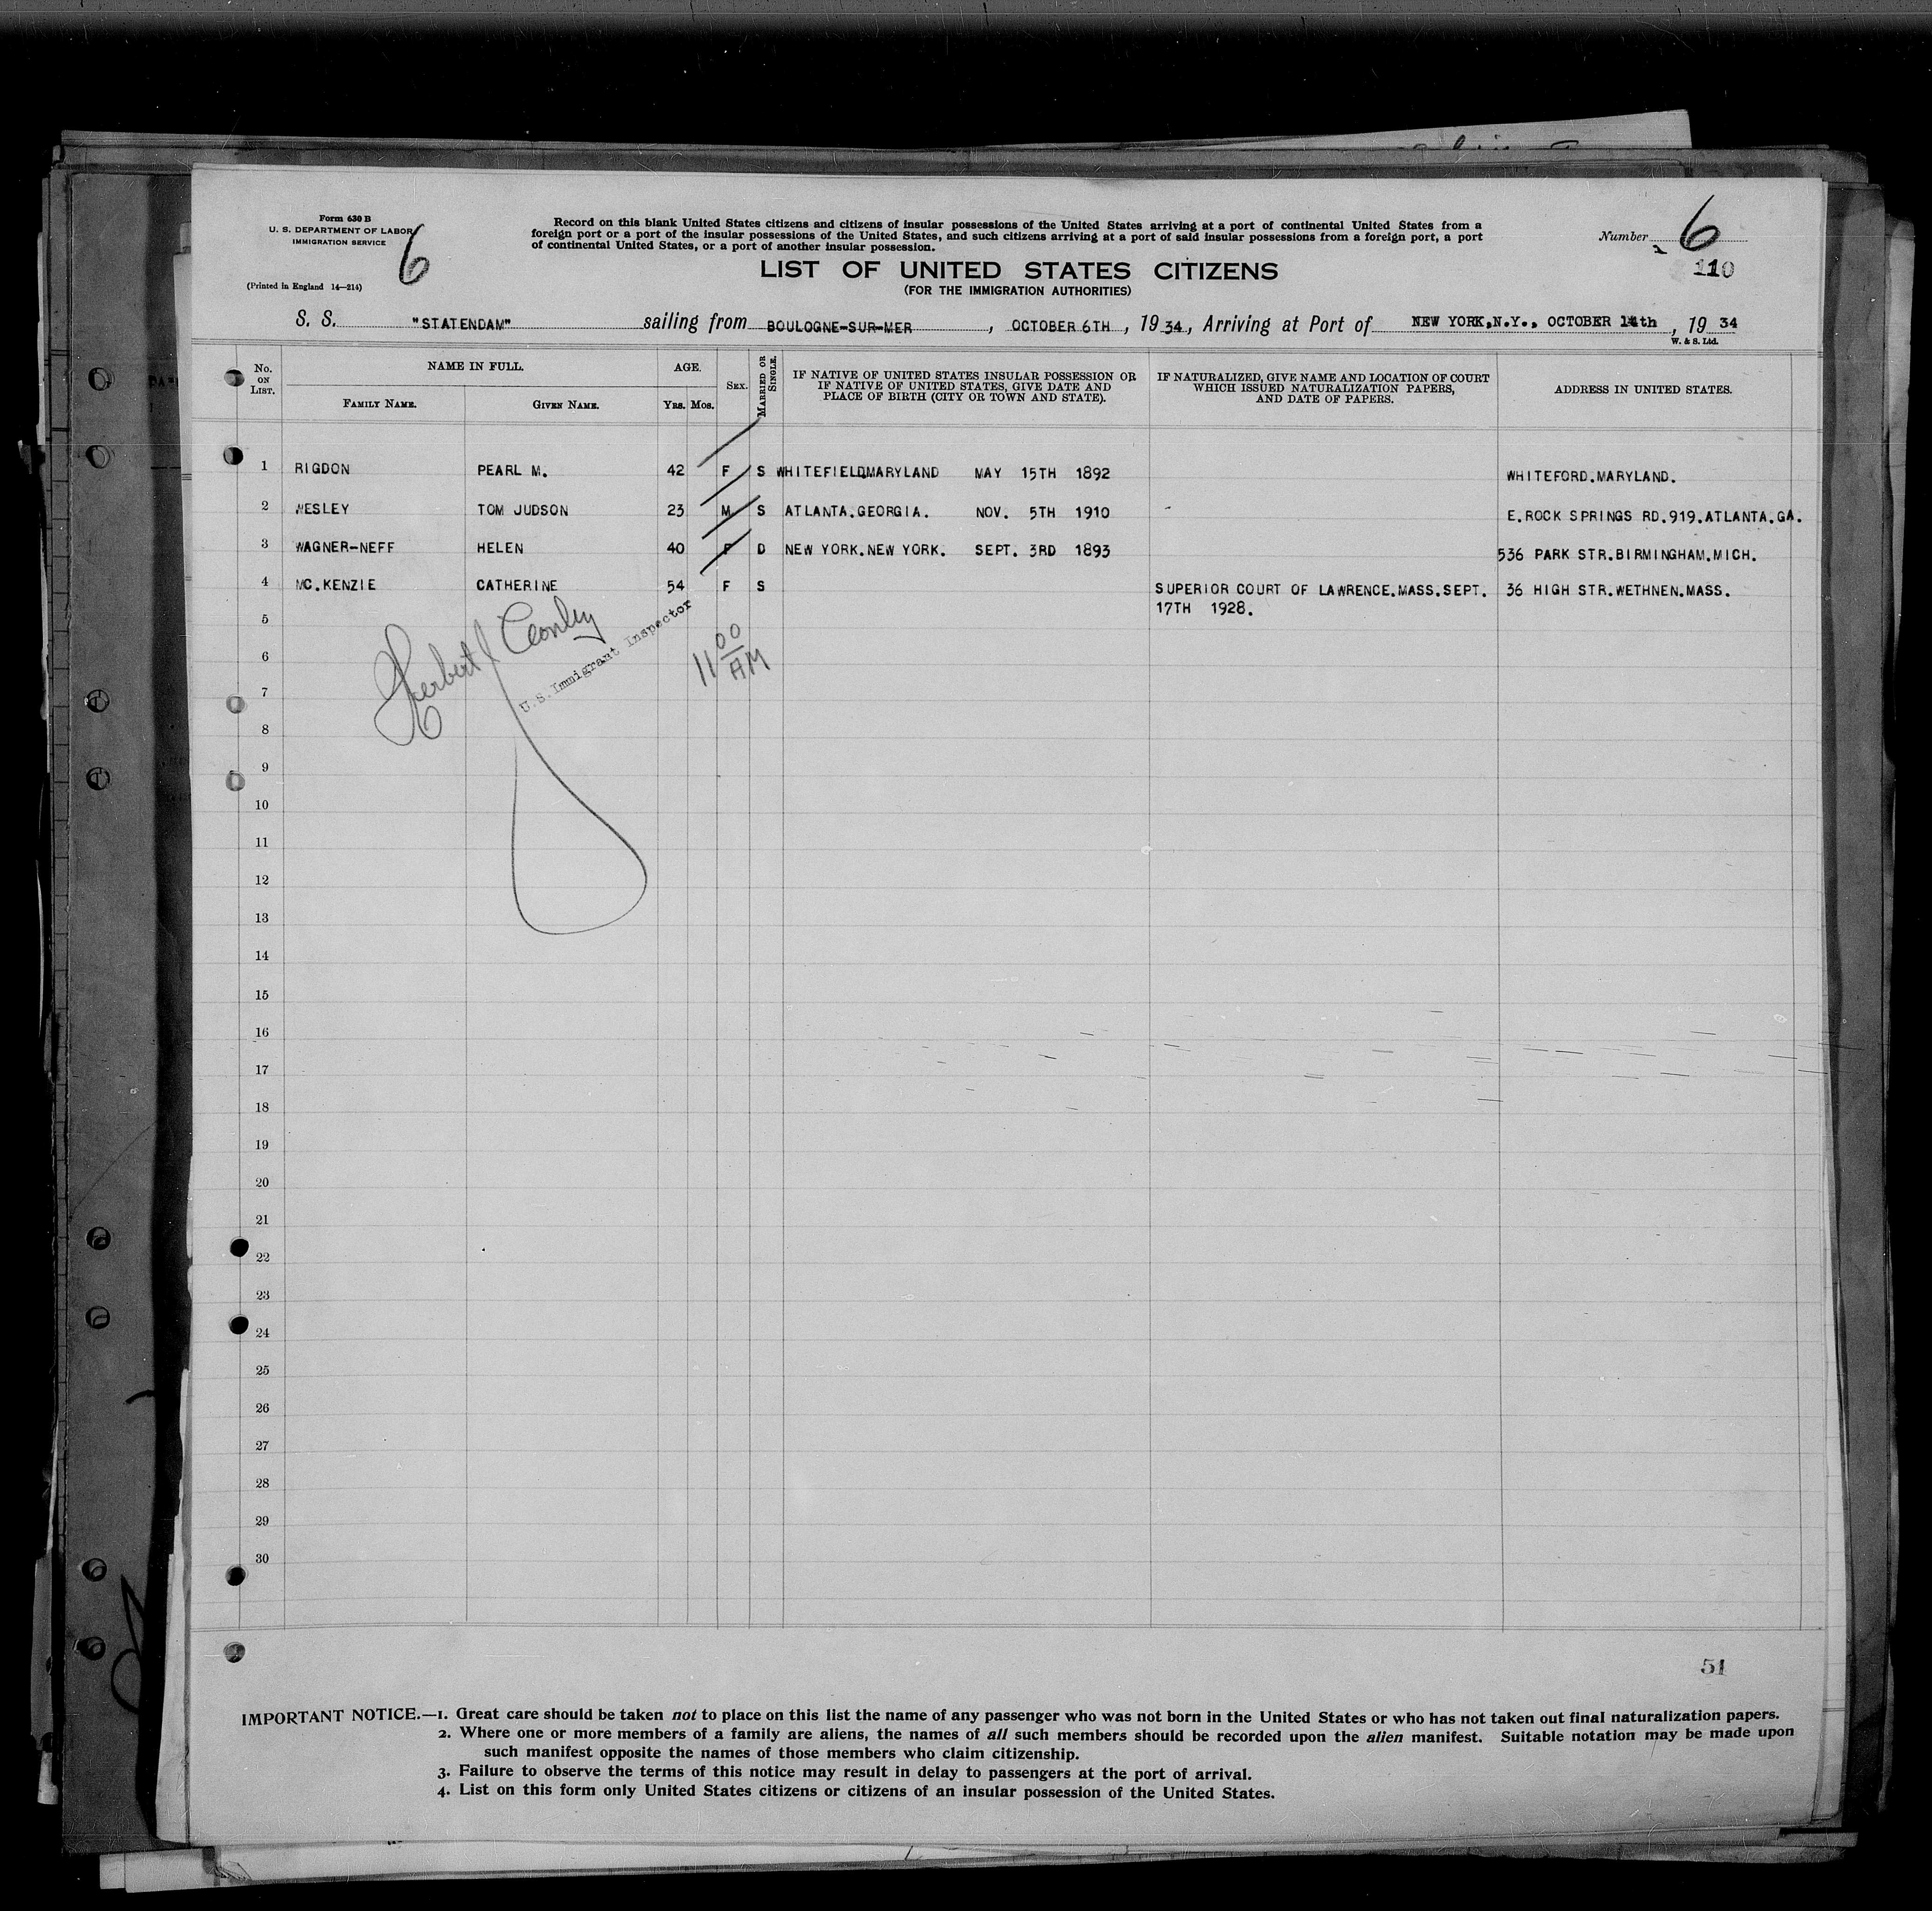 Form 630 B
U. S. DEPARTMENT OF LABOR
IMMIGRATION SERVICE
6
(Printed in England 14—214)
Record on this blank United States citizens and citizens of insular possessions of the United States arriving at a port of continental United States from a
foreign port or a port of the insular possessions of the United States, and such citizens arriving at a port of said insular possessions from a foreign port, a port
of continental United States, or a port of another insular possession.
Number 6
110
LIST OF UNITED STATES CITIZENS
(FOR THE IMMIGRATION AUTHORITIES)
S. S. "STATENDAM" sailing from BOULOGNE-SUR-MER, OCTOBER 6TH, 1934, Arriving at Port of NEW YORK,N.Y., OCTOBER 14th, 19 34
W. & S. Ltd.
No. ON LIST. NAME IN FULL. FAMILY NAME. GIVEN NAME. AGE. YRS. MOS. SEX. MARRIED OR SINGLE. IF NATIVE OF UNITED STATES INSULAR POSSESSION OR IF NATIVE OF UNITED STATES, GIVE DATE AND PLACE OF BIRTH (CITY OR TOWN AND STATE). IF NATURALIZED, GIVE NAME AND LOCATION OF COURT WHICH ISSUED NATURALIZATION PAPERS, AND DATE OF PAPERS. ADDRESS IN UNITED STATES.
1 RIGDON PEARL M. 42 F S WHITEFIELD.MARYLAND MAY 15TH 1892 WHITEFORD.MARYLAND.
2 WESLEY TOM JUDSON 23 M S ATLANTA.GEORGIA. NOV. 5TH 1910 - E.ROCK SPRINGS RD.919.ATLANTA.GA.
3 WAGNER-NEFF HELEN 40 F D NEW YORK.NEW YORK. SEPT. 3RD 1893 536 PARK STR.BIRMINGHAM.MICH.
4 MC.KENZIE CATHERINE 54 F S SUPERIOR COURT OF LAWRENCE.MASS.SEPT. 36 HIGH STR.WETHNEN.MASS.
17TH 1928.
5
Herbert J Conley
U.S. Immigrant Inspector
11 00 AM
6
7
8
9
10
11
12
13
14
15
16
17
18
19
20
21
22
23
24
25
26
27
28
29
30
51
IMPORTANT NOTICE.—1. Great care should be taken not to place on this list the name of any passenger who was not born in the United States or who has not taken out final naturalization papers.
2. Where one or more members of a family are aliens, the names of all such members should be recorded upon the alien manifest. Suitable notation may be made upon
such manifest opposite the names of those members who claim citizenship.
3. Failure to observe the terms of this notice may result in delay to passengers at the port of arrival.
4. List on this form only United States citizens or citizens of an insular possession of the United States.